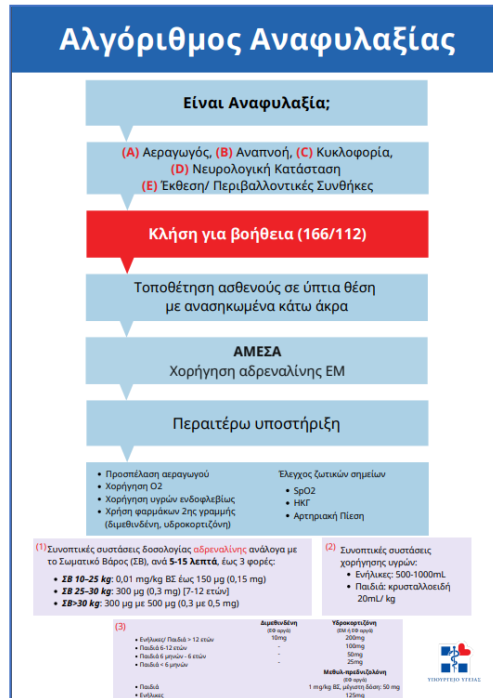 Αλγόριθμος Αναφυλαξίας
Είναι Αναφυλαξία;
(Α) Αεραγωγός, (Β) Αναπνοή, (C) Κυκλοφορία,
(D) Νευρολογική Κατάσταση
(Ε) Έκθεση/ Περιβαλλοντικές Συνθήκες
Κλήση για βοήθεια (166/112)
Τοποθέτηση ασθενούς σε ύπτια θέση
με ανασηκωμένα κάτω άκρα
ΑΜΕΣΑ
Χορήγηση αδρεναλίνης ΕΜ
Περαιτέρω υποστήριξη
• Προσπέλαση αεραγωγού
• Χορήγηση Ο2
• Χορήγηση υγρών ενδοφλεβίως
• Χρήση φαρμάκων 2ης γραμμής
(διμεθινδένη, υδροκορτιζόνη)
Έλεγχος ζωτικών σημείων
• SpO2
• ΗΚΓ
• Αρτηριακή Πίεση
(1) Συνοπτικές συστάσεις δοσολογίας αδρεναλίνης ανάλογα με
το Σωματικό Βάρος (ΣΒ), ανά 5-15 λεπτά, έως 3 φορές:
• ΣΒ 10–25 kg: 0,01 mg/kg ΒΣ έως 150 μg (0,15 mg)
• ΣΒ 25-30 kg: 300 μg (0,3 mg) [7-12 ετών]
• ΣΒ>30 kg: 300 μg με 500 μg (0,3 με 0,5 mg)
(2) Συνοπτικές συστάσεις
χορήγησης υγρών:
• Ενήλικες: 500-1000mL
• Παιδιά: κρυσταλλοειδή
20mL/ kg
(3)
Διμεθινδένη Υδροκορτιζόνη
(ΕΦ αργά) (ΕΜ ή ΕΦ αργά)
• Ενήλικες/ Παιδιά > 12 ετών 10mg 200mg
• Παιδιά 6-12 ετών - 100mg
• Παιδιά 6 μηνών - 6 ετών - 50mg
• Παιδιά < 6 μηνών - 25mg
Μεθυλ-πρεδνιζολόνη
(ΕΦ αργά)
• Παιδιά 1 mg/kg ΒΣ, μέγιστη δόση: 50 mg
• Ενήλικες 125mg
ΥΠΟΥΡΓΕΙΟ ΥΓΕΙΑΣ